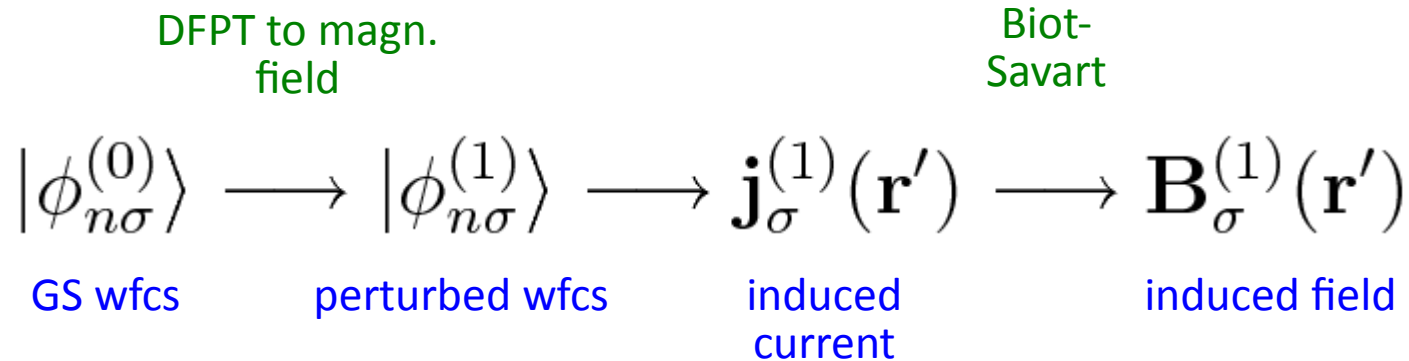 DFPT to magn.
field
Biot-
Savart
|ϕ_{nσ}^{(0)}⟩ ⟶ |ϕ_{nσ}^{(1)}⟩ ⟶ j_σ^{(1)}(r′) ⟶ B_σ^{(1)}(r′)
GS wfcs perturbed wfcs induced induced field
current